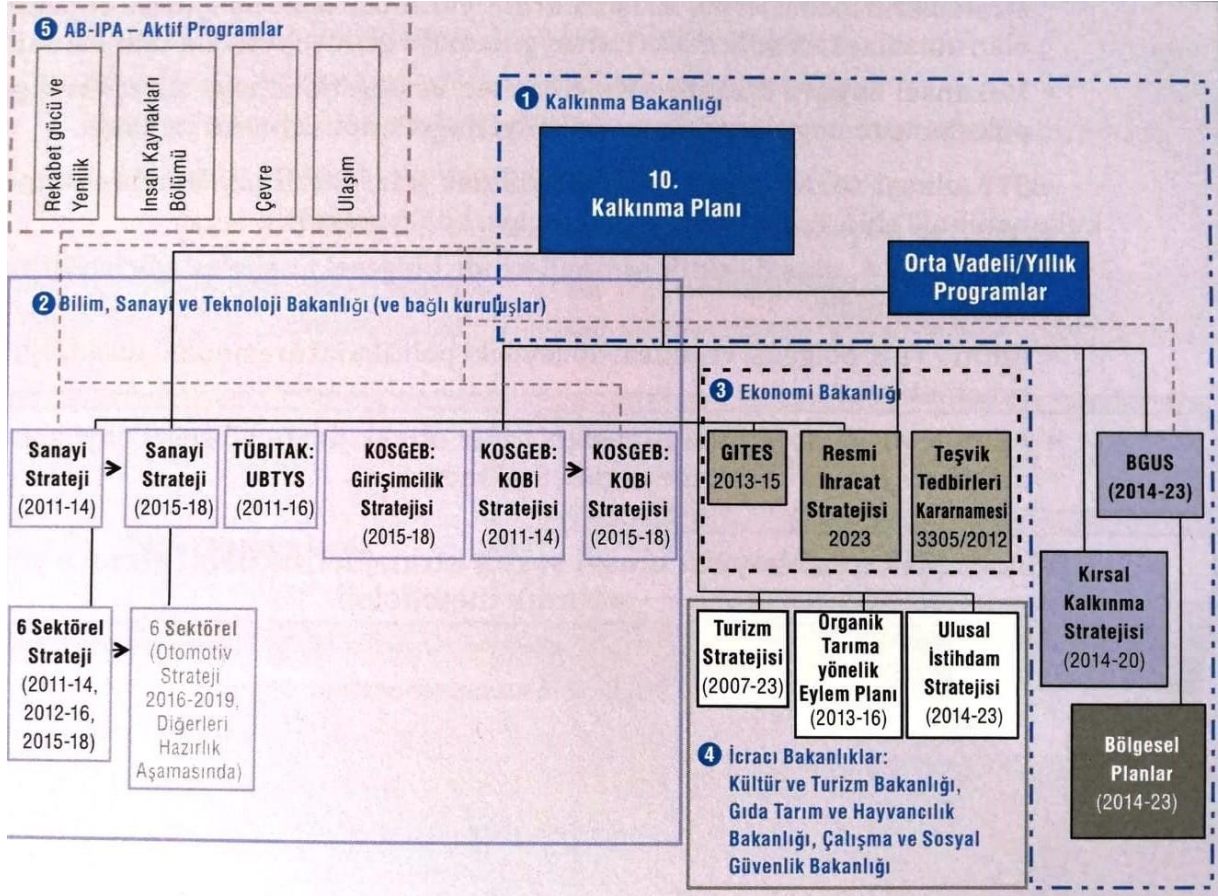 5 AB-IPA – Aktif Programlar
Rekabet gücü ve
Yenilik
İnsan Kaynakları
Bölümü
Çevre
Ulaşım
1 Kalkınma Bakanlığı
10.
Kalkınma Planı
Orta Vadeli/Yıllık
Programlar
2 Bilim, Sanayi ve Teknoloji Bakanlığı (ve bağlı kuruluşlar)
Sanayi
Strateji
(2011-14)
Sanayi
Strateji
(2015-18)
TÜBITAK:
UBTYS
(2011-16)
KOSGEB:
Girişimcilik
Stratejisi
(2015-18)
KOSGEB:
KOBİ
Stratejisi
(2011-14)
KOSGEB:
KOBİ
Stratejisi
(2015-18)
6 Sektörel
Strateji
(2011-14,
2012-16,
2015-18)
6 Sektörel
(Otomotiv
Strateji
2016-2019,
Diğerleri
Hazırlık
Aşamasında)
3 Ekonomi Bakanlığı
GITES
2013-15
Resmi
İhracat
Stratejisi
2023
Teşvik
Tedbirleri
Kararnamesi
3305/2012
Turizm
Stratejisi
(2007-23)
Organik
Tarıma
yönelik
Eylem Planı
(2013-16)
Ulusal
İstihdam
Stratejisi
(2014-23)
4 İcracı Bakanlıklar:
Kültür ve Turizm Bakanlığı,
Gıda Tarım ve Hayvancılık
Bakanlığı, Çalışma ve Sosyal
Güvenlik Bakanlığı
BGUS
(2014-23)
Kırsal
Kalkınma
Stratejisi
(2014-20)
Bölgesel
Planlar
(2014-23)